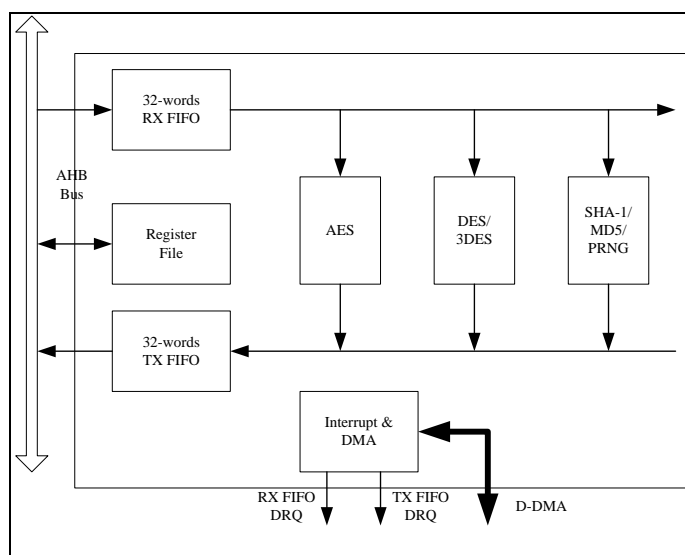 32-words
RX FIFO
AHB
Bus
AES
DES/
3DES
SHA-1/
MD5/
PRNG
Register
File
32-words
TX FIFO
Interrupt &
DMA
RX FIFO
DRQ
TX FIFO
DRQ
D-DMA